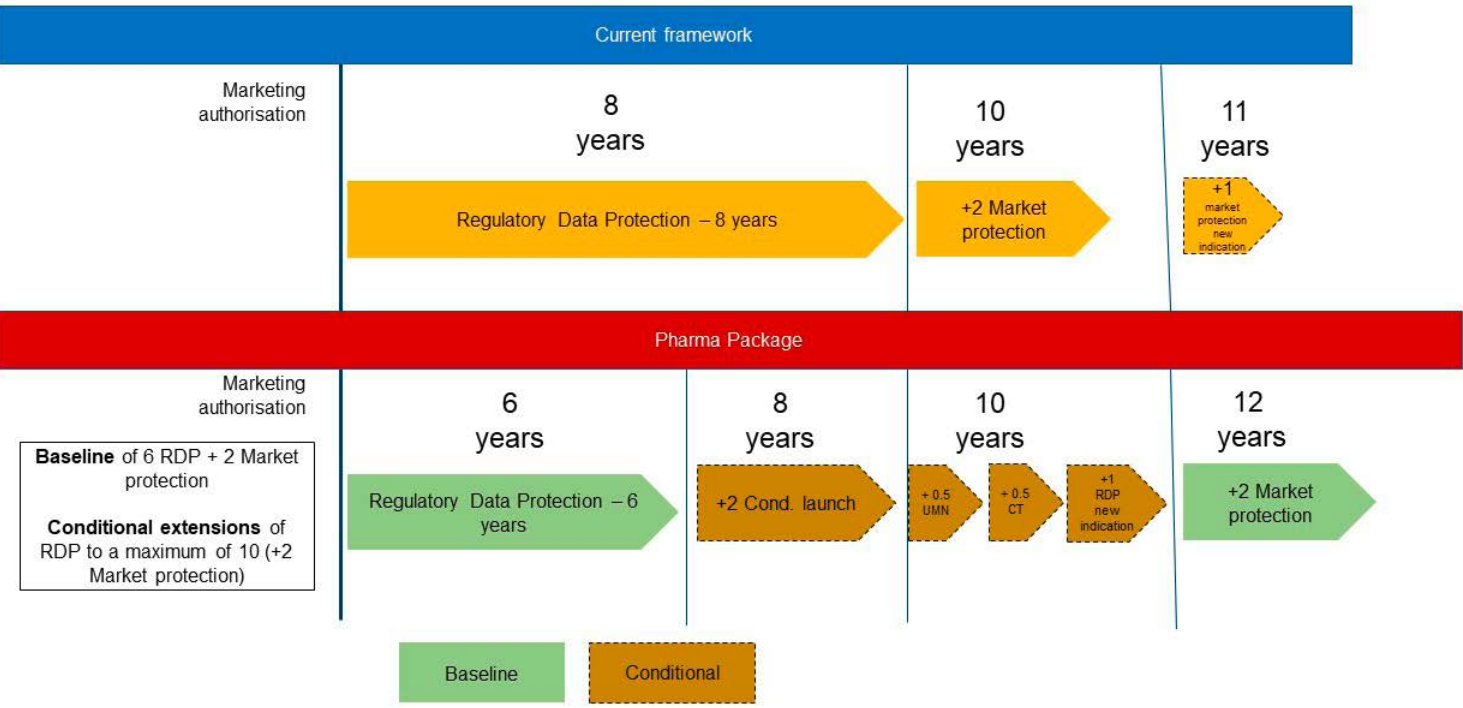 Current framework
Marketing
authorisation
8
years
10
years
11
years
Regulatory Data Protection – 8 years
+2 Market
protection
+1
market
protection
new
indication
Pharma Package
Marketing
authorisation
6
years
8
years
10
years
12
years
Baseline of 6 RDP + 2 Market
protection
Conditional extensions of
RDP to a maximum of 10 (+2
Market protection)
Regulatory Data Protection – 6
years
+2 Cond. launch
+ 0.5
UMN
+ 0.5
CT
+1
RDP
new
indication
+2 Market
protection
Baseline
Conditional